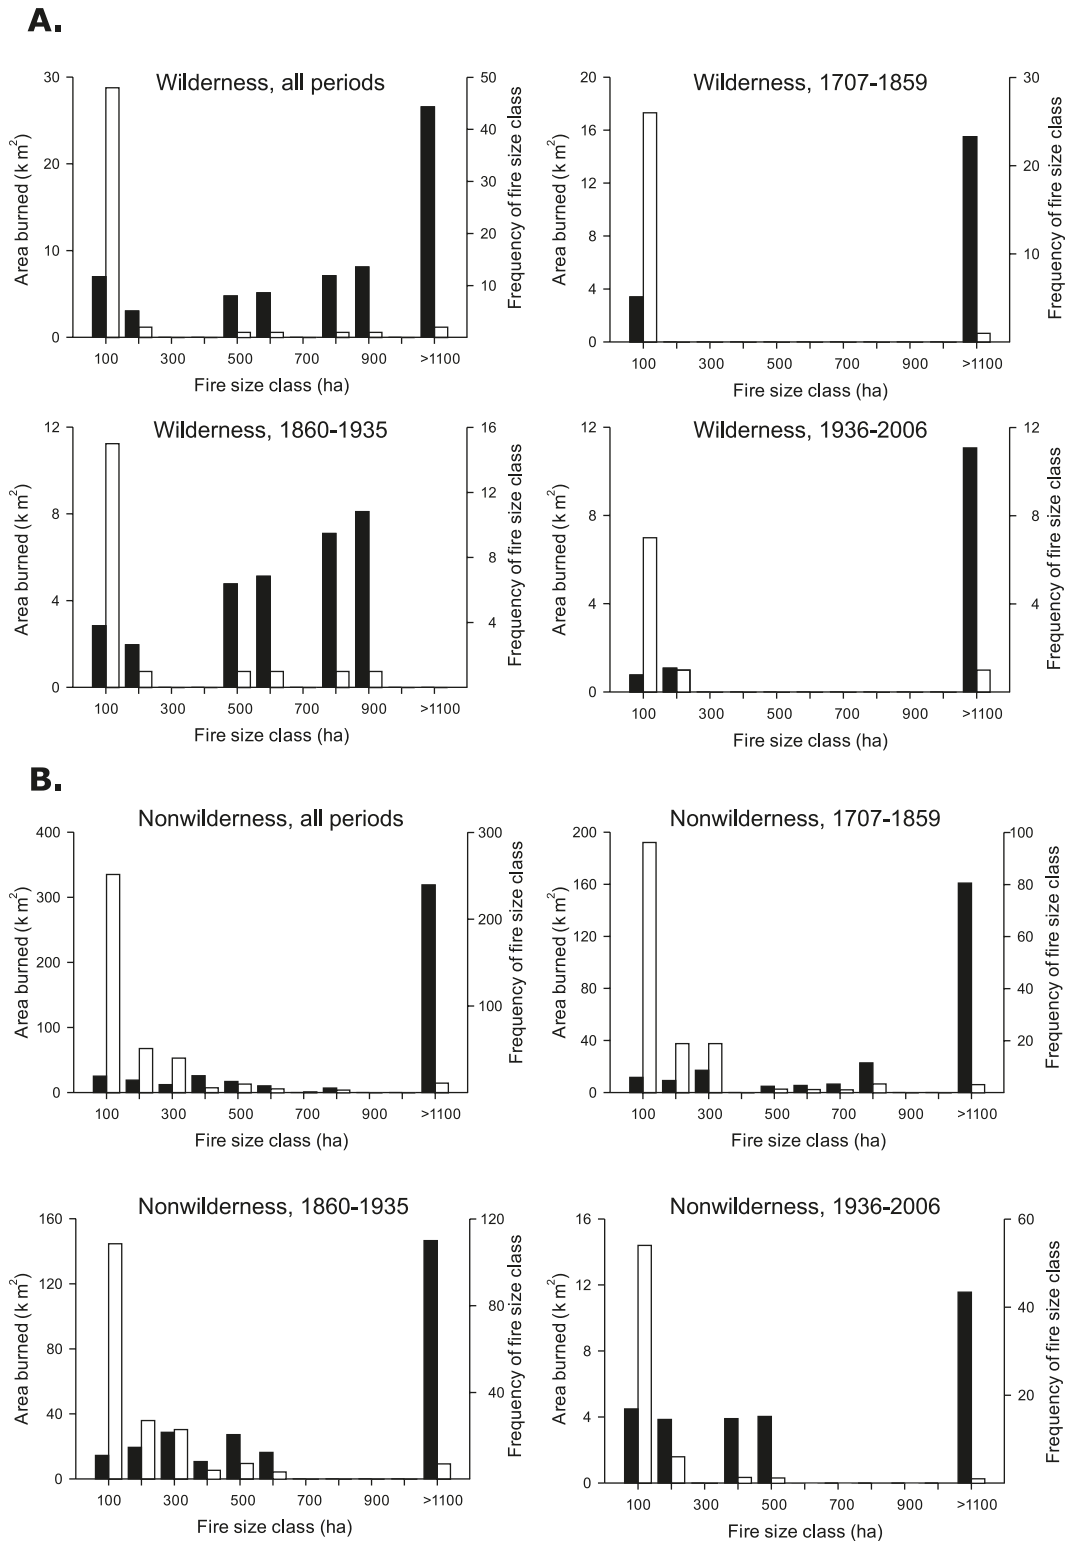 A.
Wilderness, all periods
30
20
10
0
Area burned (km²)
50
40
30
20
10
Frequency of fire size class
100 300 500 700 900 >1100
Fire size class (ha)
Wilderness, 1707-1859
20
16
12
8
4
0
Area burned (km²)
30
20
10
Frequency of fire size class
100 300 500 700 900 >1100
Fire size class (ha)
Wilderness, 1860-1935
12
8
4
0
Area burned (km²)
16
12
8
4
Frequency of fire size class
100 300 500 700 900 >1100
Fire size class (ha)
Wilderness, 1936-2006
12
8
4
0
Area burned (km²)
12
8
4
Frequency of fire size class
100 300 500 700 900 >1100
Fire size class (ha)
B.
Nonwilderness, all periods
400
300
200
100
0
Area burned (km²)
300
200
100
Frequency of fire size class
100 300 500 700 900 >1100
Fire size class (ha)
Nonwilderness, 1707-1859
200
160
120
80
40
0
Area burned (km²)
100
80
60
40
20
Frequency of fire size class
100 300 500 700 900 >1100
Fire size class (ha)
Nonwilderness, 1860-1935
160
120
80
40
0
Area burned (km²)
120
80
40
Frequency of fire size class
100 300 500 700 900 >1100
Fire size class (ha)
Nonwilderness, 1936-2006
16
12
8
4
0
Area burned (km²)
60
40
20
Frequency of fire size class
100 300 500 700 900 >1100
Fire size class (ha)